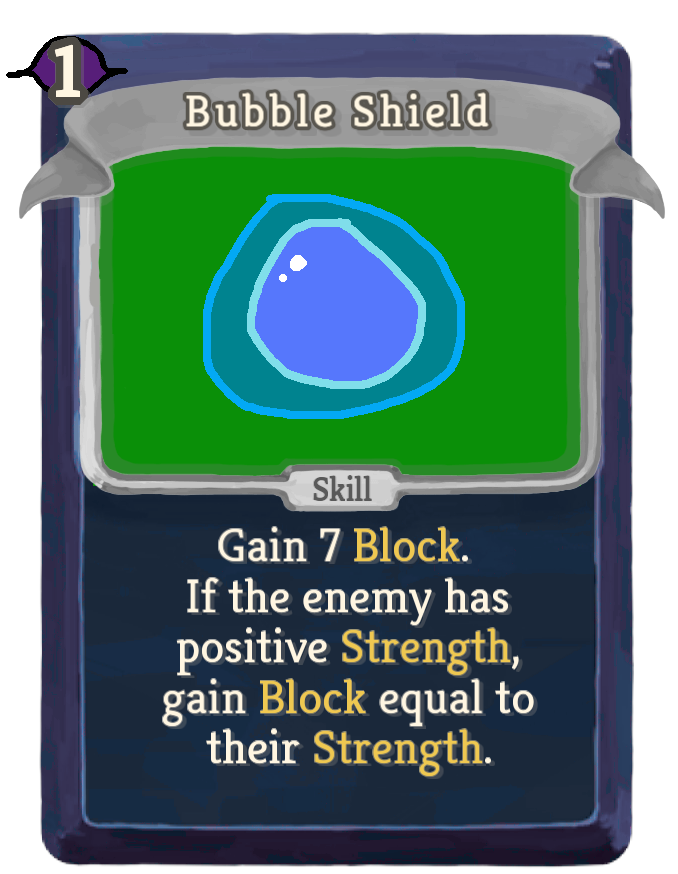 1
Bubble Shield
Skill
Gain 7 Block.
If the enemy has
positive Strength,
gain Block equal to
their Strength.